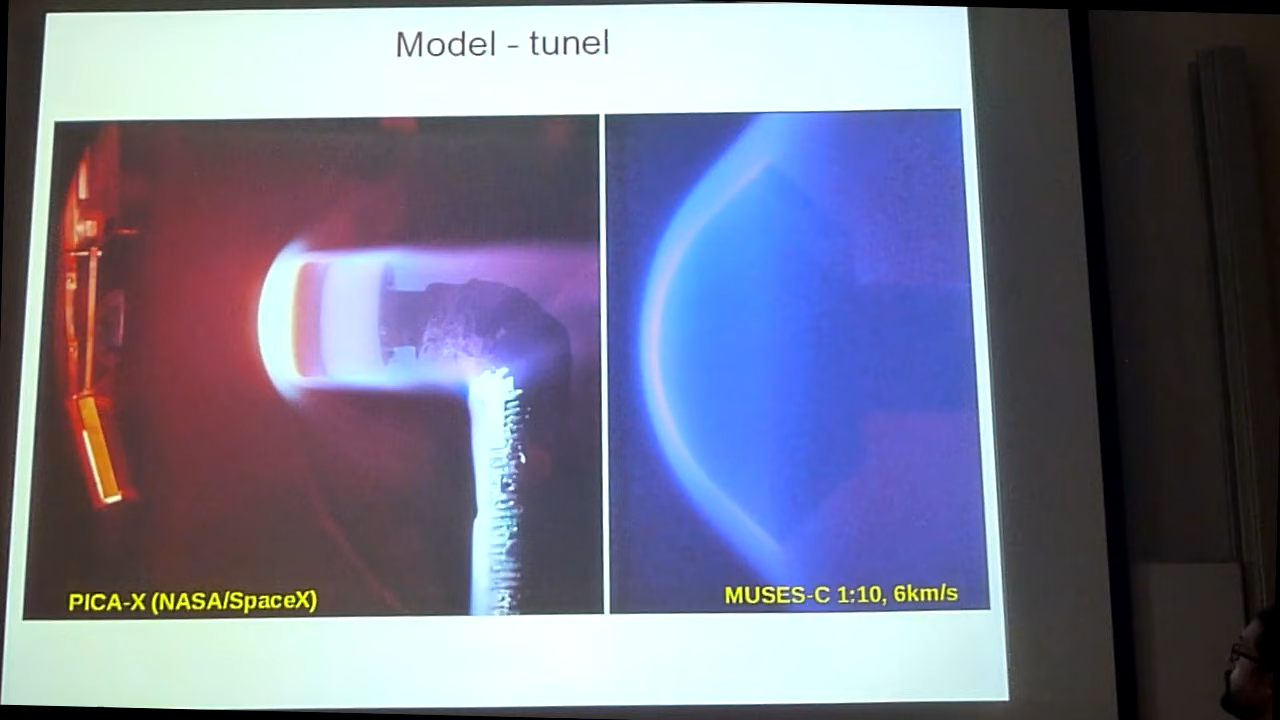 Model - tunel
PICA-X (NASA/SpaceX)
MUSES-C 1:10, 6km/s